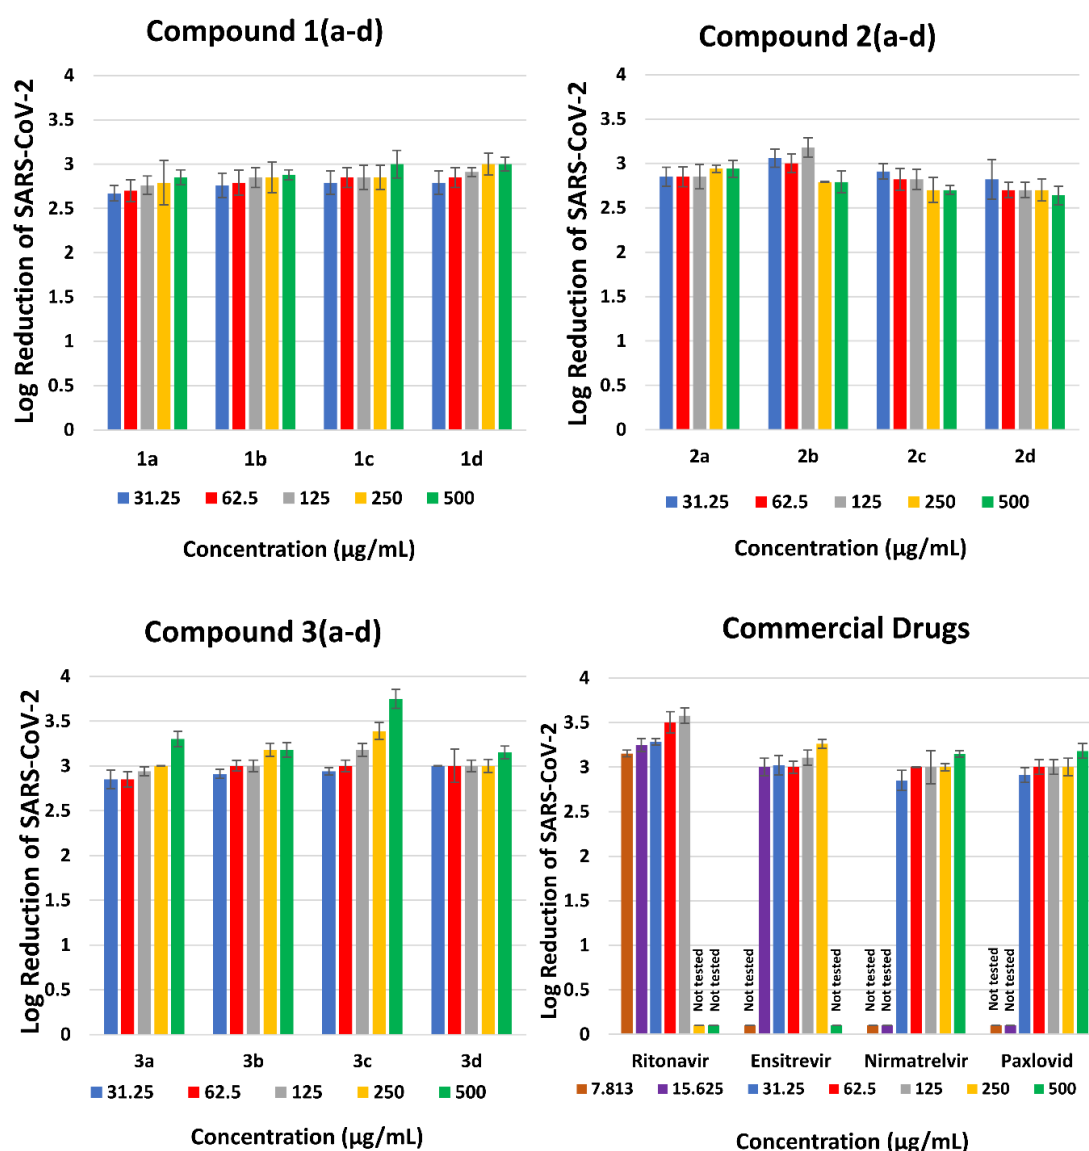 Compound 1(a-d)
Log Reduction of SARS-CoV-2
4
3.5
3
2.5
2
1.5
1
0.5
0
1a 1b 1c 1d
31.25 62.5 125 250 500
Concentration (µg/mL)
Compound 2(a-d)
Log Reduction of SARS-CoV-2
4
3.5
3
2.5
2
1.5
1
0.5
0
2a 2b 2c 2d
31.25 62.5 125 250 500
Concentration (µg/mL)
Compound 3(a-d)
Log Reduction of SARS-CoV-2
4
3.5
3
2.5
2
1.5
1
0.5
0
3a 3b 3c 3d
31.25 62.5 125 250 500
Concentration (µg/mL)
Commercial Drugs
Log Reduction of SARS-CoV-2
4
3.5
3
2.5
2
1.5
1
0.5
0
Not tested
Not tested
Not tested
Not tested
Not tested
Not tested
Not tested
Not tested
Ritonavir Ensitrevir Nirmatrelvir Paxlovid
7.813 15.625 31.25 62.5 125 250 500
Concentration (µg/mL)